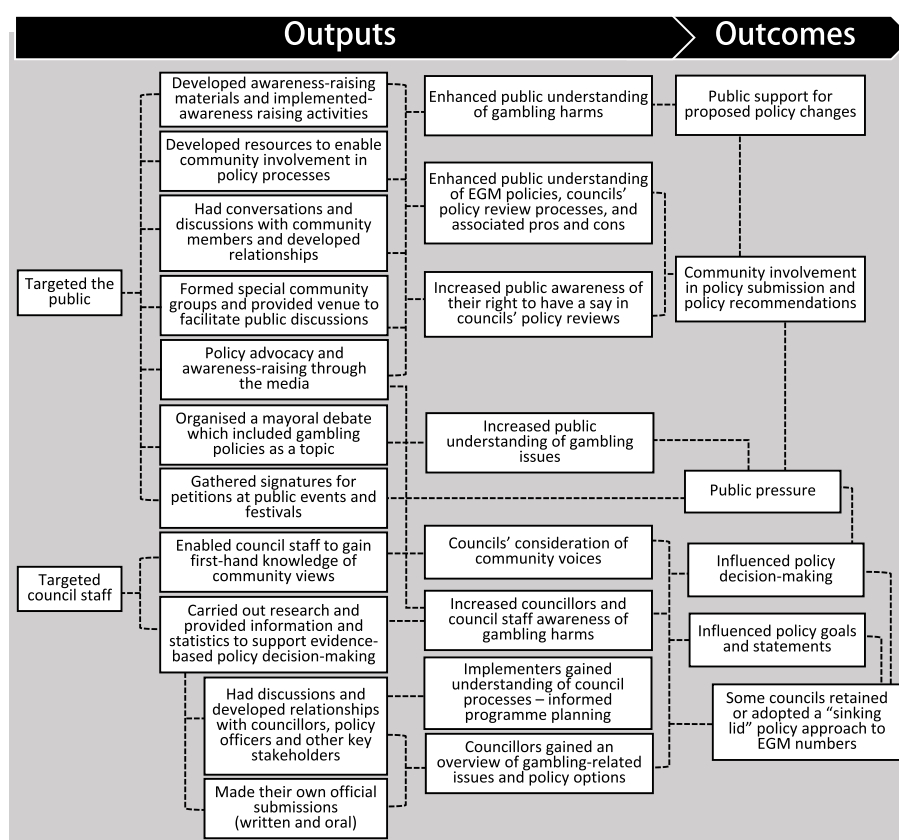 Outputs
Outcomes
Targeted the
public
Targeted
council staff
Developed awareness-raising
materials and implemented-
awareness raising activities
Developed resources to enable
community involvement in
policy processes
Had conversations and
discussions with community
members and developed
relationships
Formed special community
groups and provided venue to
facilitate public discussions
Policy advocacy and
awareness-raising through
the media
Organised a mayoral debate
which included gambling
policies as a topic
Gathered signatures for
petitions at public events and
festivals
Enabled council staff to gain
first-hand knowledge of
community views
Carried out research and
provided information and
statistics to support evidence-
based policy decision-making
Had discussions and
developed relationships
with councillors, policy
officers and other key
stakeholders
Made their own official
submissions
(written and oral)
Enhanced public understanding
of gambling harms
Enhanced public understanding
of EGM policies, councils’
policy review processes, and
associated pros and cons
Increased public awareness of
their right to have a say in
councils’ policy reviews
Increased public
understanding of gambling
issues
Councils’ consideration of
community voices
Increased councillors and
council staff awareness of
gambling harms
Implementers gained
understanding of council
processes – informed
programme planning
Councillors gained an
overview of gambling-related
issues and policy options
Public support for
proposed policy changes
Community involvement
in policy submission and
policy recommendations
Public pressure
Influenced policy
decision-making
Influenced policy goals
and statements
Some councils retained
or adopted a “sinking
lid” policy approach to
EGM numbers